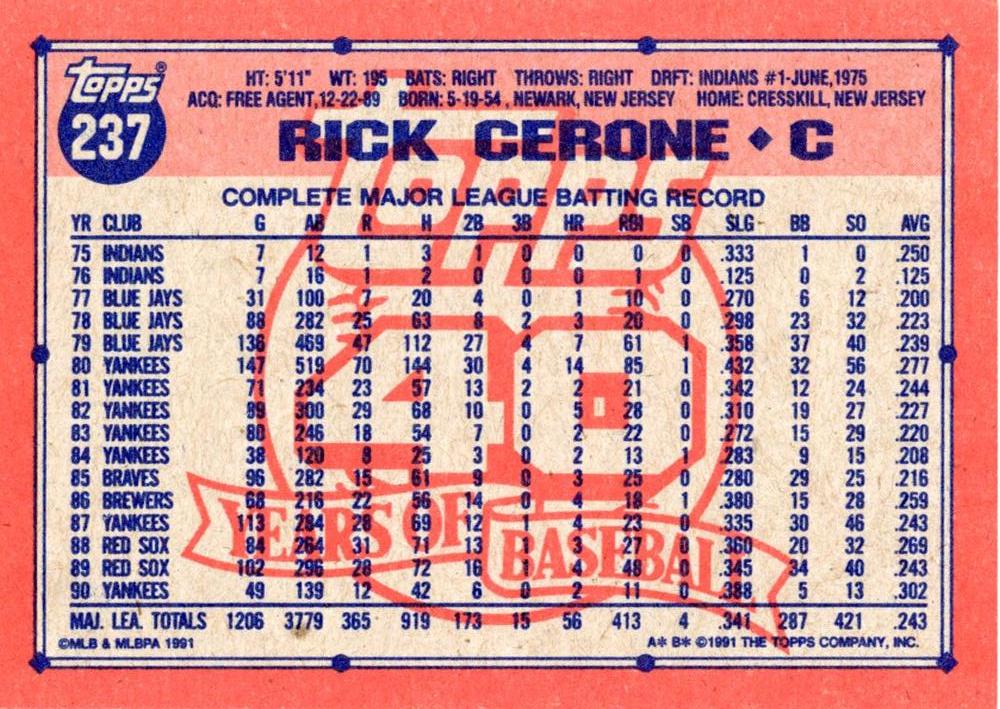 topps®
237
HT: 5'11" WT: 195 BATS: RIGHT THROWS: RIGHT DRFT: INDIANS #1-JUNE,1975
ACQ: FREE AGENT,12-22-89 BORN: 5-19-54, NEWARK, NEW JERSEY HOME: CRESSKILL, NEW JERSEY
RICK CERONE ♦ C
COMPLETE MAJOR LEAGUE BATTING RECORD
YR CLUB G AB R H 2B 3B HR RBI SB SLG BB SO AVG
75 INDIANS 7 12 1 3 1 0 0 0 0 .333 1 0 .250
76 INDIANS 7 16 1 2 0 0 0 1 0 .125 0 2 .125
77 BLUE JAYS 31 100 7 20 4 0 1 10 0 .270 6 12 .200
78 BLUE JAYS 88 282 25 63 8 2 3 20 0 .298 23 32 .223
79 BLUE JAYS 136 469 47 112 27 4 7 61 1 .358 37 40 .239
80 YANKEES 147 519 70 144 30 4 14 85 1 .432 32 56 .277
81 YANKEES 71 234 23 57 13 2 2 21 0 .342 12 24 .244
82 YANKEES 89 300 29 68 10 0 5 28 0 .310 19 27 .227
83 YANKEES 80 246 18 54 7 0 2 22 0 .272 15 29 .220
84 YANKEES 38 120 8 25 3 0 2 13 1 .283 9 15 .208
85 BRAVES 96 282 15 61 9 0 3 25 0 .280 29 25 .216
86 BREWERS 68 216 22 56 14 0 4 18 1 .380 15 28 .259
87 YANKEES 113 284 28 69 12 1 4 23 0 .335 30 46 .243
88 RED SOX 84 264 31 71 13 1 3 27 0 .360 20 32 .269
89 RED SOX 102 296 28 72 16 1 4 48 0 .345 34 40 .243
90 YANKEES 49 139 12 42 6 0 2 11 0 .388 5 13 .302
MAJ. LEA. TOTALS 1206 3779 365 919 173 15 56 413 4 .341 287 421 .243
©MLB & MLBPA 1991 A* B* ©1991 THE TOPPS COMPANY, INC.
Topps
40
YEARS OF
BASEBALL